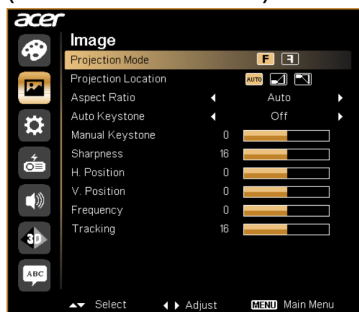 acer
Image
Projection Mode F F
Projection Location AUTO
Aspect Ratio Auto
Auto Keystone Off
Manual Keystone 0
Sharpness 16
H. Position 0
V. Position 0
Frequency 0
Tracking 16
3D
ABC
Select Adjust MENU Main Menu